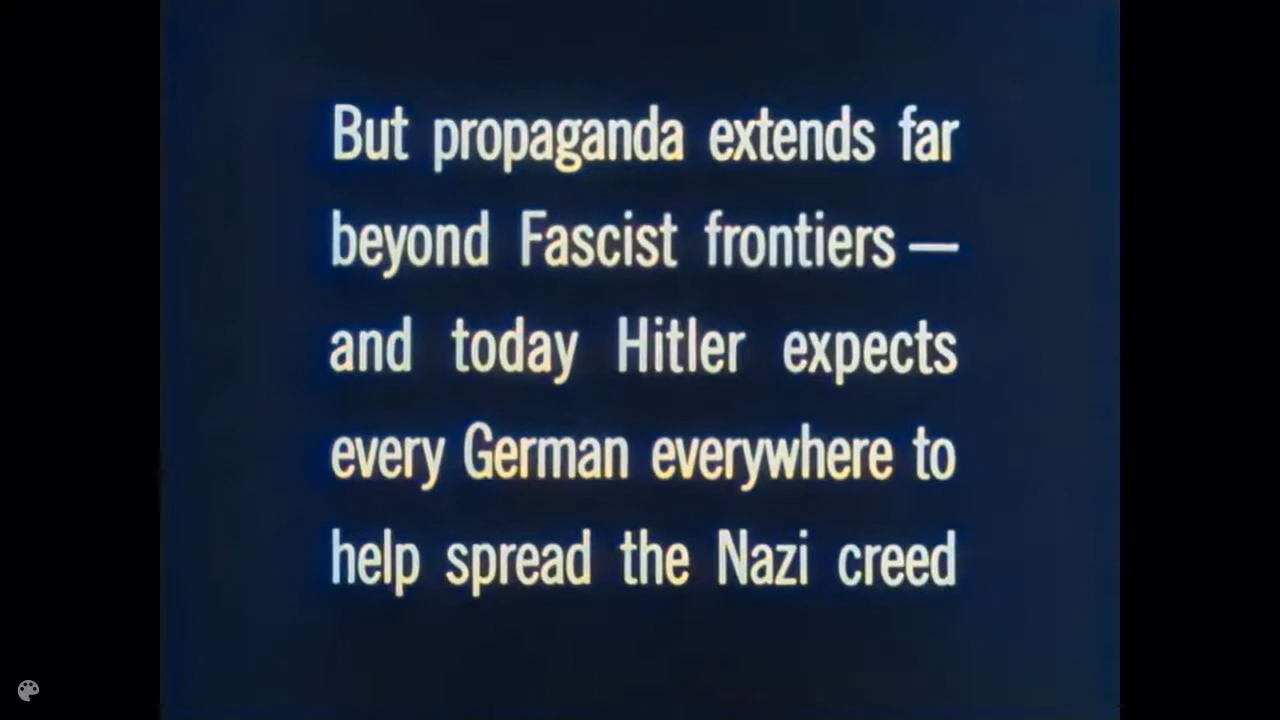 But propaganda extends far
beyond Fascist frontiers —
and today Hitler expects
every German everywhere to
help spread the Nazi creed